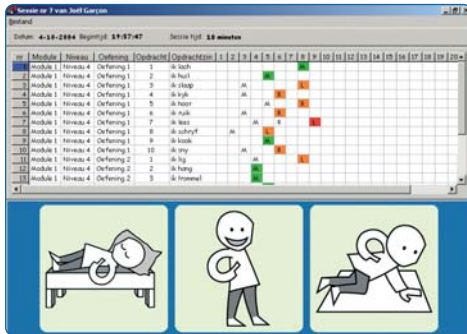 Sessie nr 7 van Joël Garçon
Bestand
Datum: 4-10-2004 Begintijd: 19:57:47 Sessie tijd: 10 minuten
nr Module Niveau Oefening Opdracht Opdrachtzin 1 2 3 4 5 6 7 8 9 10 11 12 13 14 15 16 17 18 19 20
1 Module 1 Niveau 4 Oefening 1 1 ik lach M
2 Module 1 Niveau 4 Oefening 1 2 ik huil M
3 Module 1 Niveau 4 Oefening 1 3 ik slaap M L
4 Module 1 Niveau 4 Oefening 1 4 ik kijk M R
5 Module 1 Niveau 4 Oefening 1 5 ik hoor M
6 Module 1 Niveau 4 Oefening 1 6 ik ruik M
7 Module 1 Niveau 4 Oefening 1 7 ik lees M L
8 Module 1 Niveau 4 Oefening 1 8 ik schrijf M L
9 Module 1 Niveau 4 Oefening 1 9 ik kook M
10 Module 1 Niveau 4 Oefening 1 10 ik snij M
11 Module 1 Niveau 4 Oefening 2 1 ik lig M L
12 Module 1 Niveau 4 Oefening 2 2 ik hang M
13 Module 1 Niveau 4 Oefening 2 3 ik trommel M